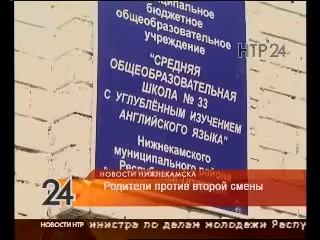 бюджетное
общеобразовательное
учреждение
"СРЕДНЯЯ
ОБЩЕОБРАЗОВАТЕЛЬНАЯ
ШКОЛА № 33
С УГЛУБЛЁННЫМ ИЗУЧЕНИЕМ
АНГЛИЙСКОГО ЯЗЫКА"
Нижнекамского
муниципального района
НТР 24
24
НОВОСТИ НИЖНЕКАМСКА
Родители против второй смены
НОВОСТИ НТР
инистра по делам молодежи Респу